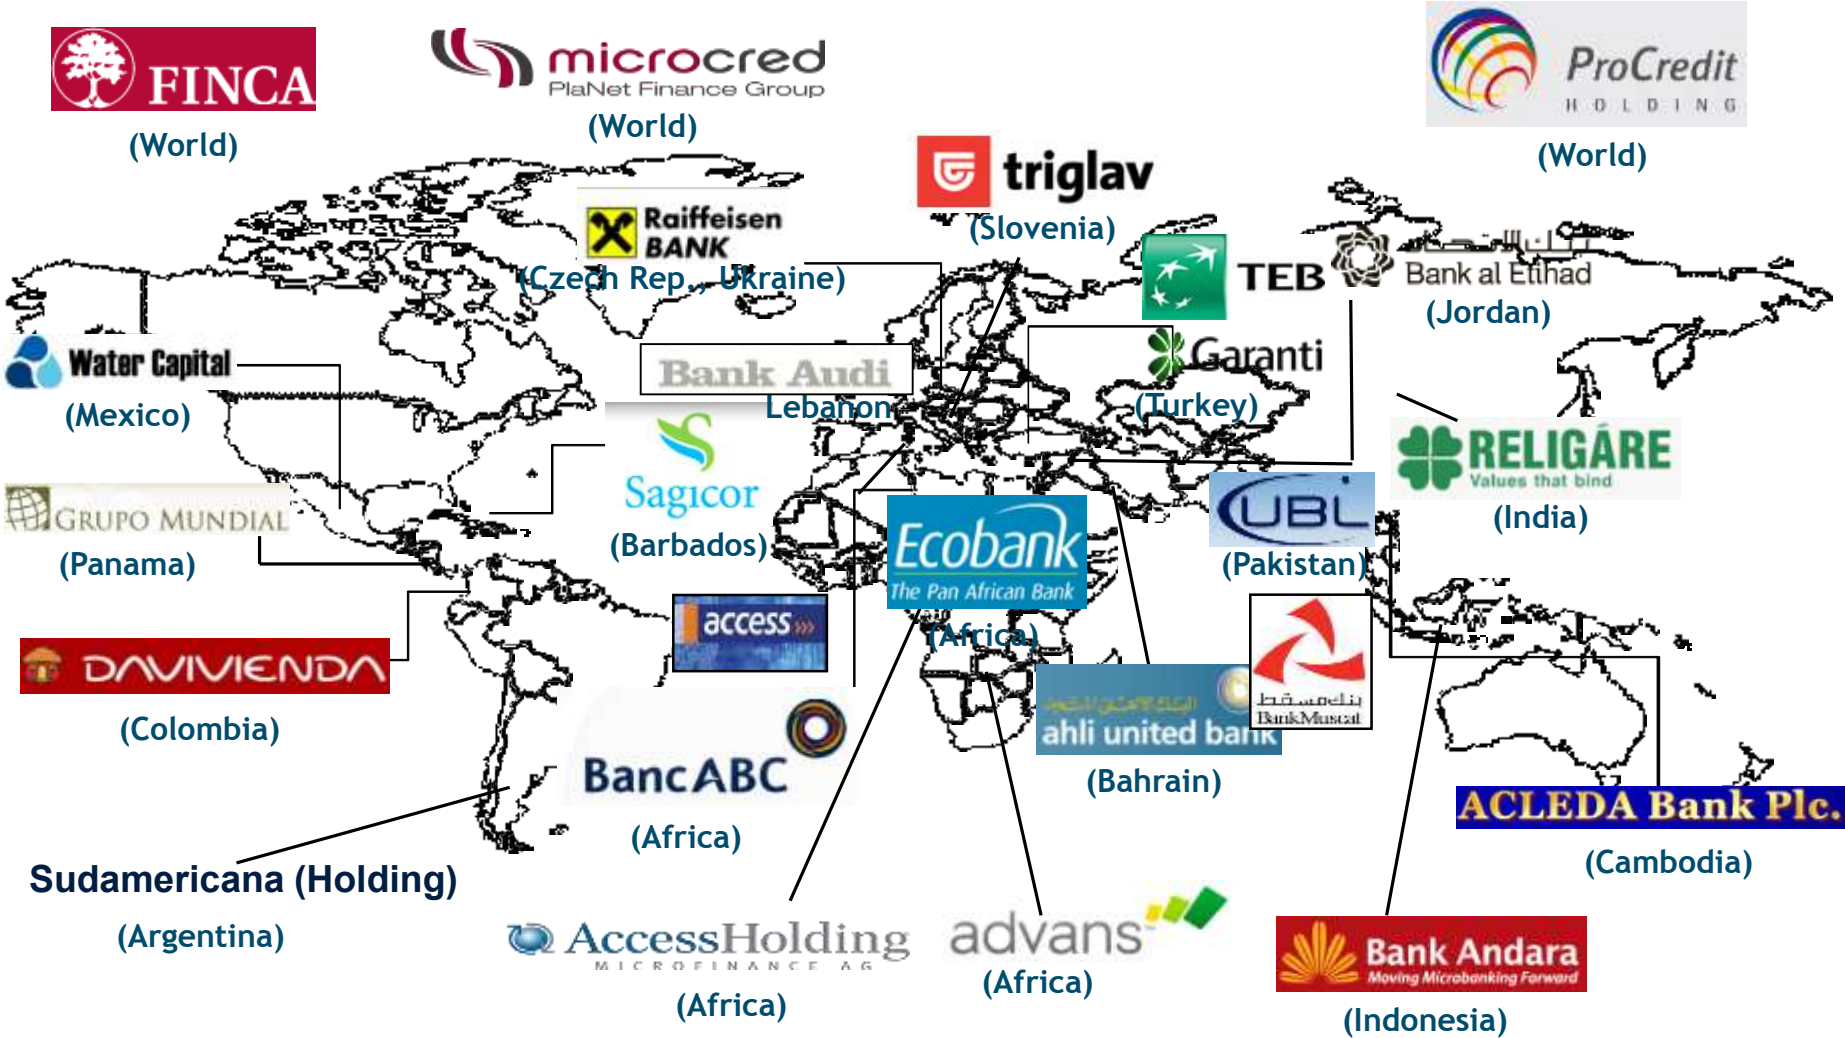 FINCA
(World)
microcred
PlaNet Finance Group
(World)
ProCredit
HOLDING
(World)
triglav
(Slovenia)
Raiffeisen
BANK
(Czech Rep., Ukraine)
TEB
Bank al Etihad
(Jordan)
Water Capital
(Mexico)
Bank Audi
Lebanon
Garanti
(Turkey)
Sagicor
(Barbados)
RELIGÁRE
Values that bind
(India)
GRUPO MUNDIAL
(Panama)
Ecobank
The Pan African Bank
(Africa)
UBL
(Pakistan)
access
DAVIVIENDA
(Colombia)
BancABC
(Africa)
ahli united bank
(Bahrain)
بنك مسقط
BankMuscat
ACLEDA Bank Plc.
(Cambodia)
Sudamericana (Holding)
(Argentina)
AccessHolding
MICROFINANCE AG
(Africa)
advans
(Africa)
Bank Andara
Moving Microbanking Forward
(Indonesia)